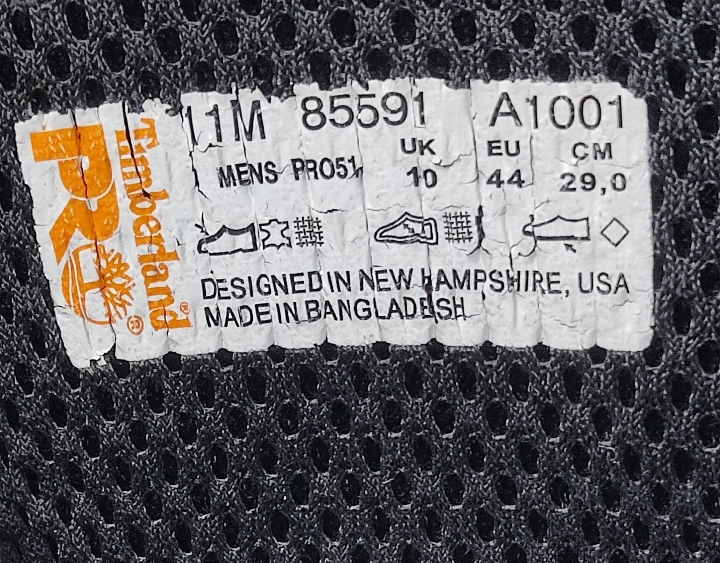 Timberland®
PRO®
11M 85591 A1001
UK EU CM
MENS PRO51 10 44 29,0
DESIGNED IN NEW HAMPSHIRE, USA
MADE IN BANGLADESH